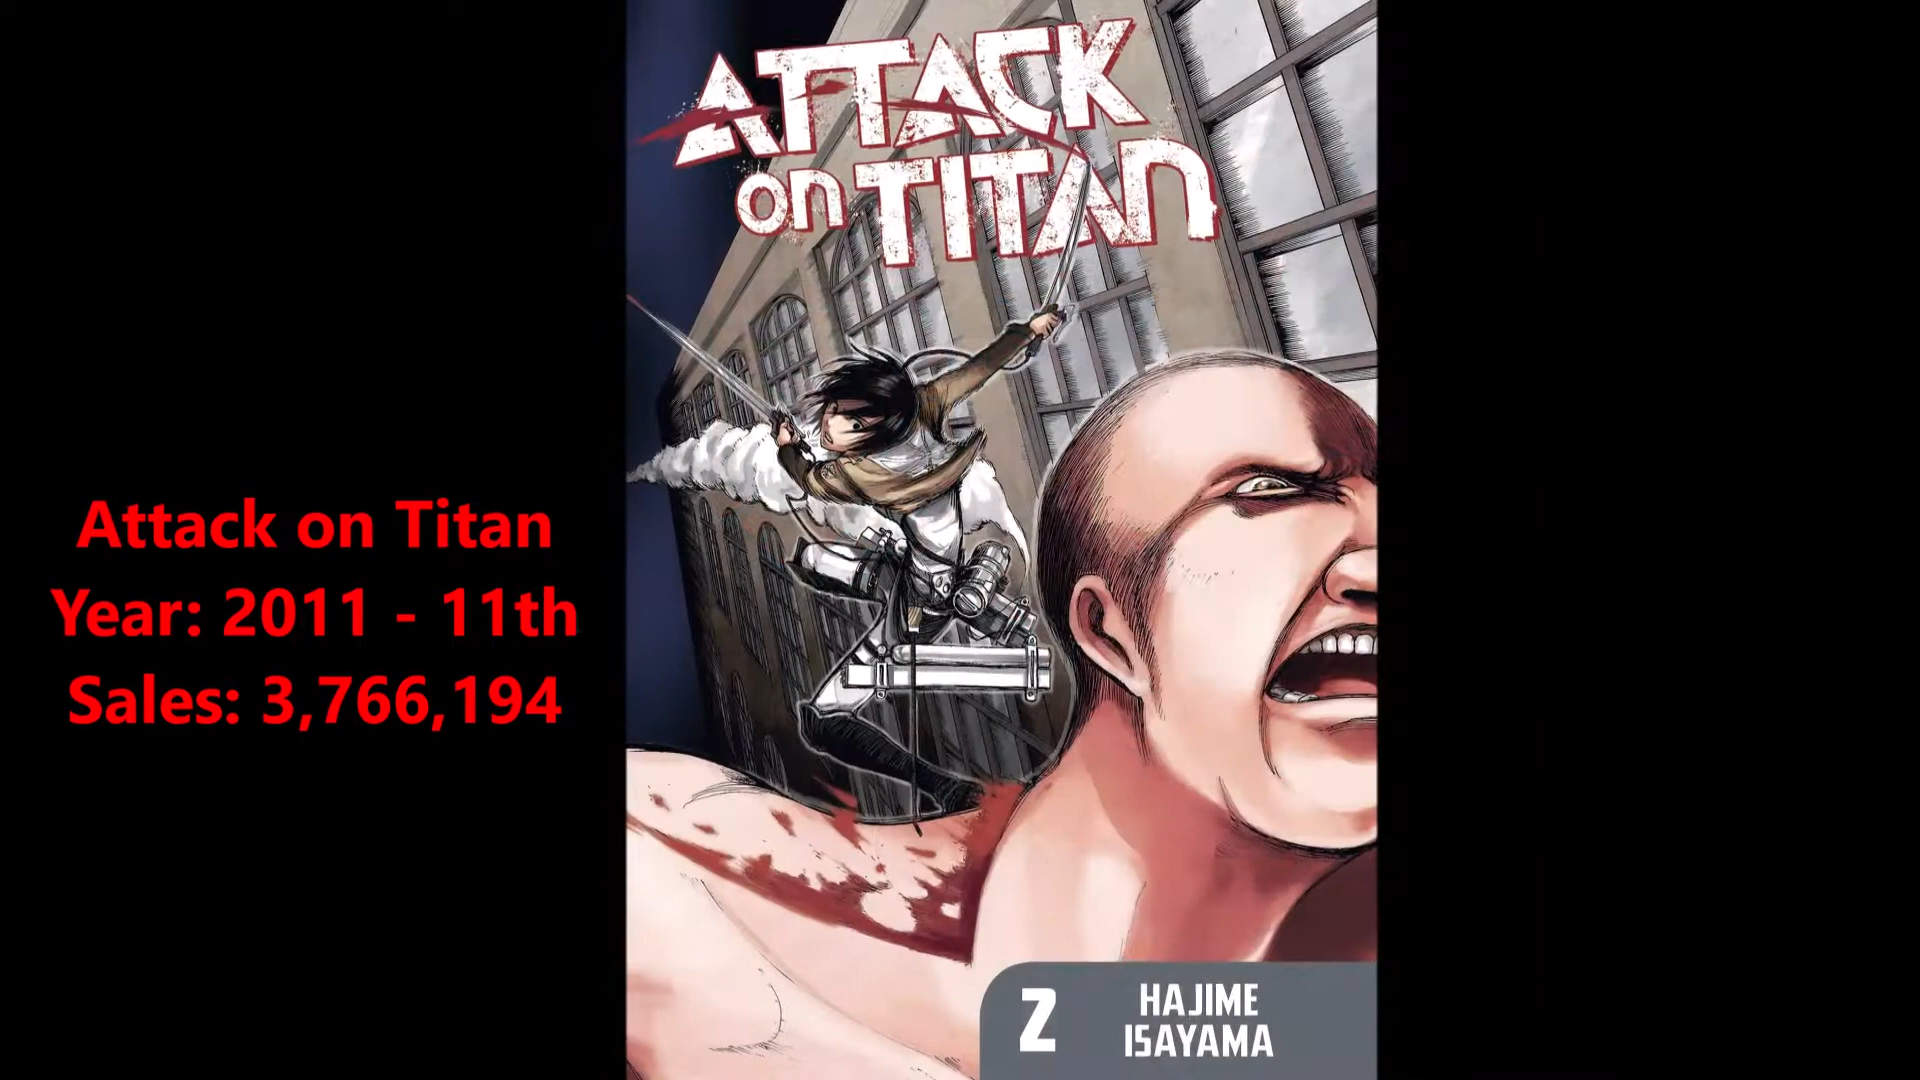 ATTACK
on TITAN
Attack on Titan
Year: 2011 - 11th
Sales: 3,766,194
2
HAJIME
ISAYAMA